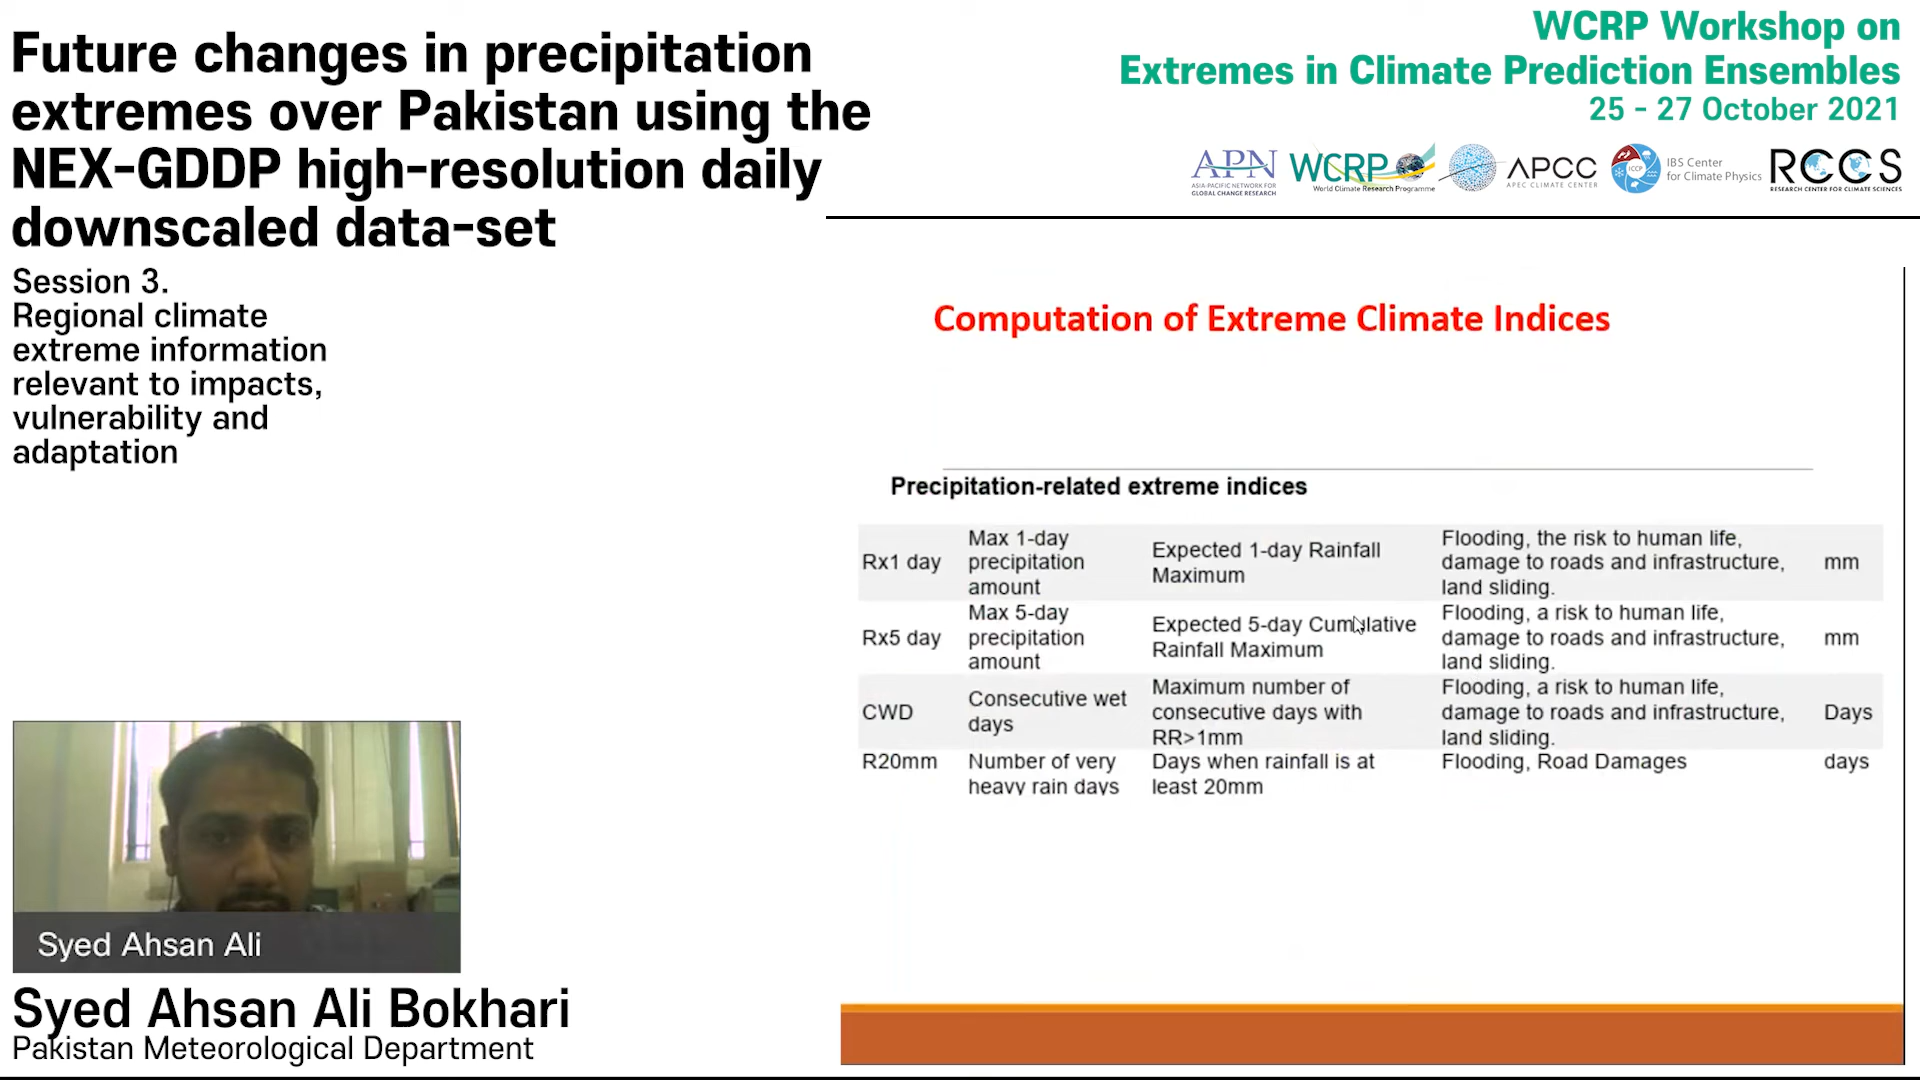 Future changes in precipitation
extremes over Pakistan using the
NEX-GDDP high-resolution daily
downscaled data-set
Session 3.
Regional climate
extreme information
relevant to impacts,
vulnerability and
adaptation
WCRP Workshop on
Extremes in Climate Prediction Ensembles
25 - 27 October 2021
APN
ASIA-PACIFIC NETWORK FOR
GLOBAL CHANGE RESEARCH
WCRP
World Climate Research Programme
APCC
APEC CLIMATE CENTER
ICCP
IBS Center
for Climate Physics
RCCS
RESEARCH CENTER FOR CLIMATE SCIENCES
Computation of Extreme Climate Indices
Precipitation-related extreme indices
Rx1 day
Max 1-day
precipitation
amount
Expected 1-day Rainfall
Maximum
Flooding, the risk to human life,
damage to roads and infrastructure,
land sliding.
mm
Rx5 day
Max 5-day
precipitation
amount
Expected 5-day Cumulative
Rainfall Maximum
Flooding, a risk to human life,
damage to roads and infrastructure,
land sliding.
mm
CWD
Consecutive wet
days
Maximum number of
consecutive days with
RR>1mm
Flooding, a risk to human life,
damage to roads and infrastructure,
land sliding.
Days
R20mm
Number of very
heavy rain days
Days when rainfall is at
least 20mm
Flooding, Road Damages
days
Syed Ahsan Ali
Syed Ahsan Ali Bokhari
Pakistan Meteorological Department